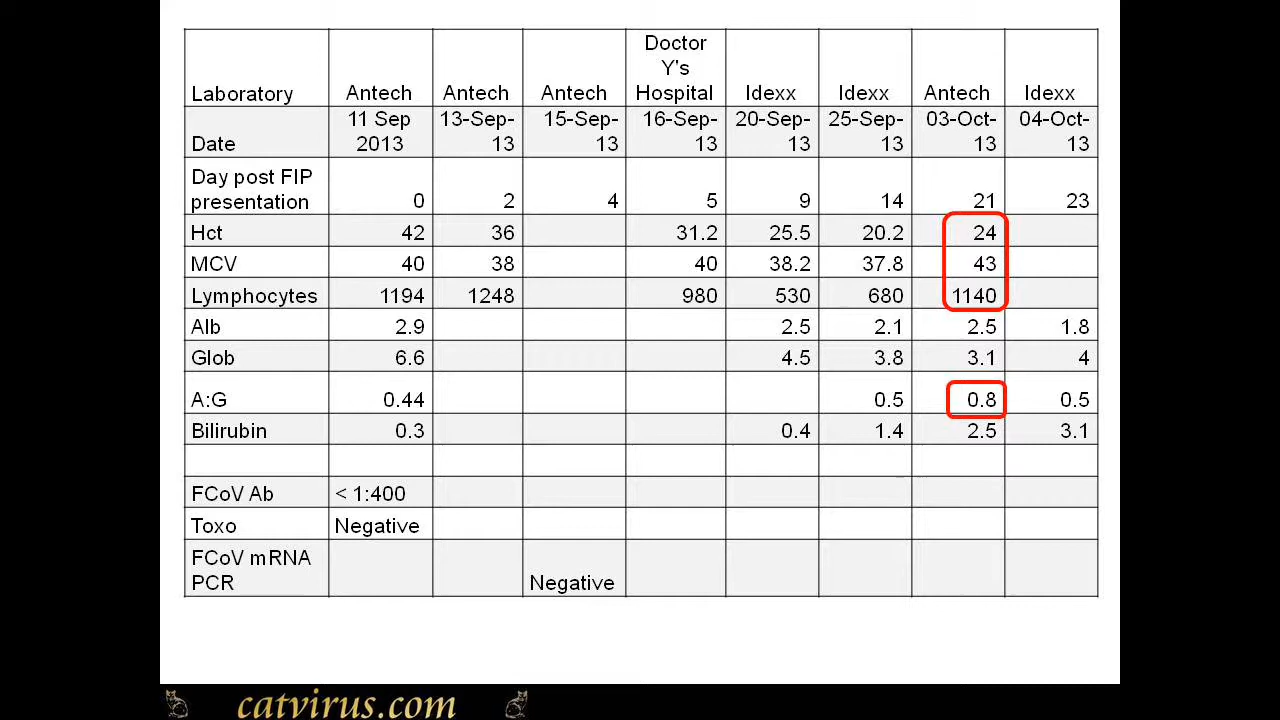 Laboratory Antech Antech Antech Doctor Y's Hospital Idexx Idexx Antech Idexx
Date 11 Sep 2013 13-Sep-13 15-Sep-13 16-Sep-13 20-Sep-13 25-Sep-13 03-Oct-13 04-Oct-13
Day post FIP presentation 0 2 4 5 9 14 21 23
Hct 42 36 31.2 25.5 20.2 24
MCV 40 38 40 38.2 37.8 43
Lymphocytes 1194 1248 980 530 680 1140
Alb 2.9 2.5 2.1 2.5 1.8
Glob 6.6 4.5 3.8 3.1 4
A:G 0.44 0.5 0.8 0.5
Bilirubin 0.3 0.4 1.4 2.5 3.1
FCoV Ab < 1:400
Toxo Negative
FCoV mRNA PCR Negative
catvirus.com